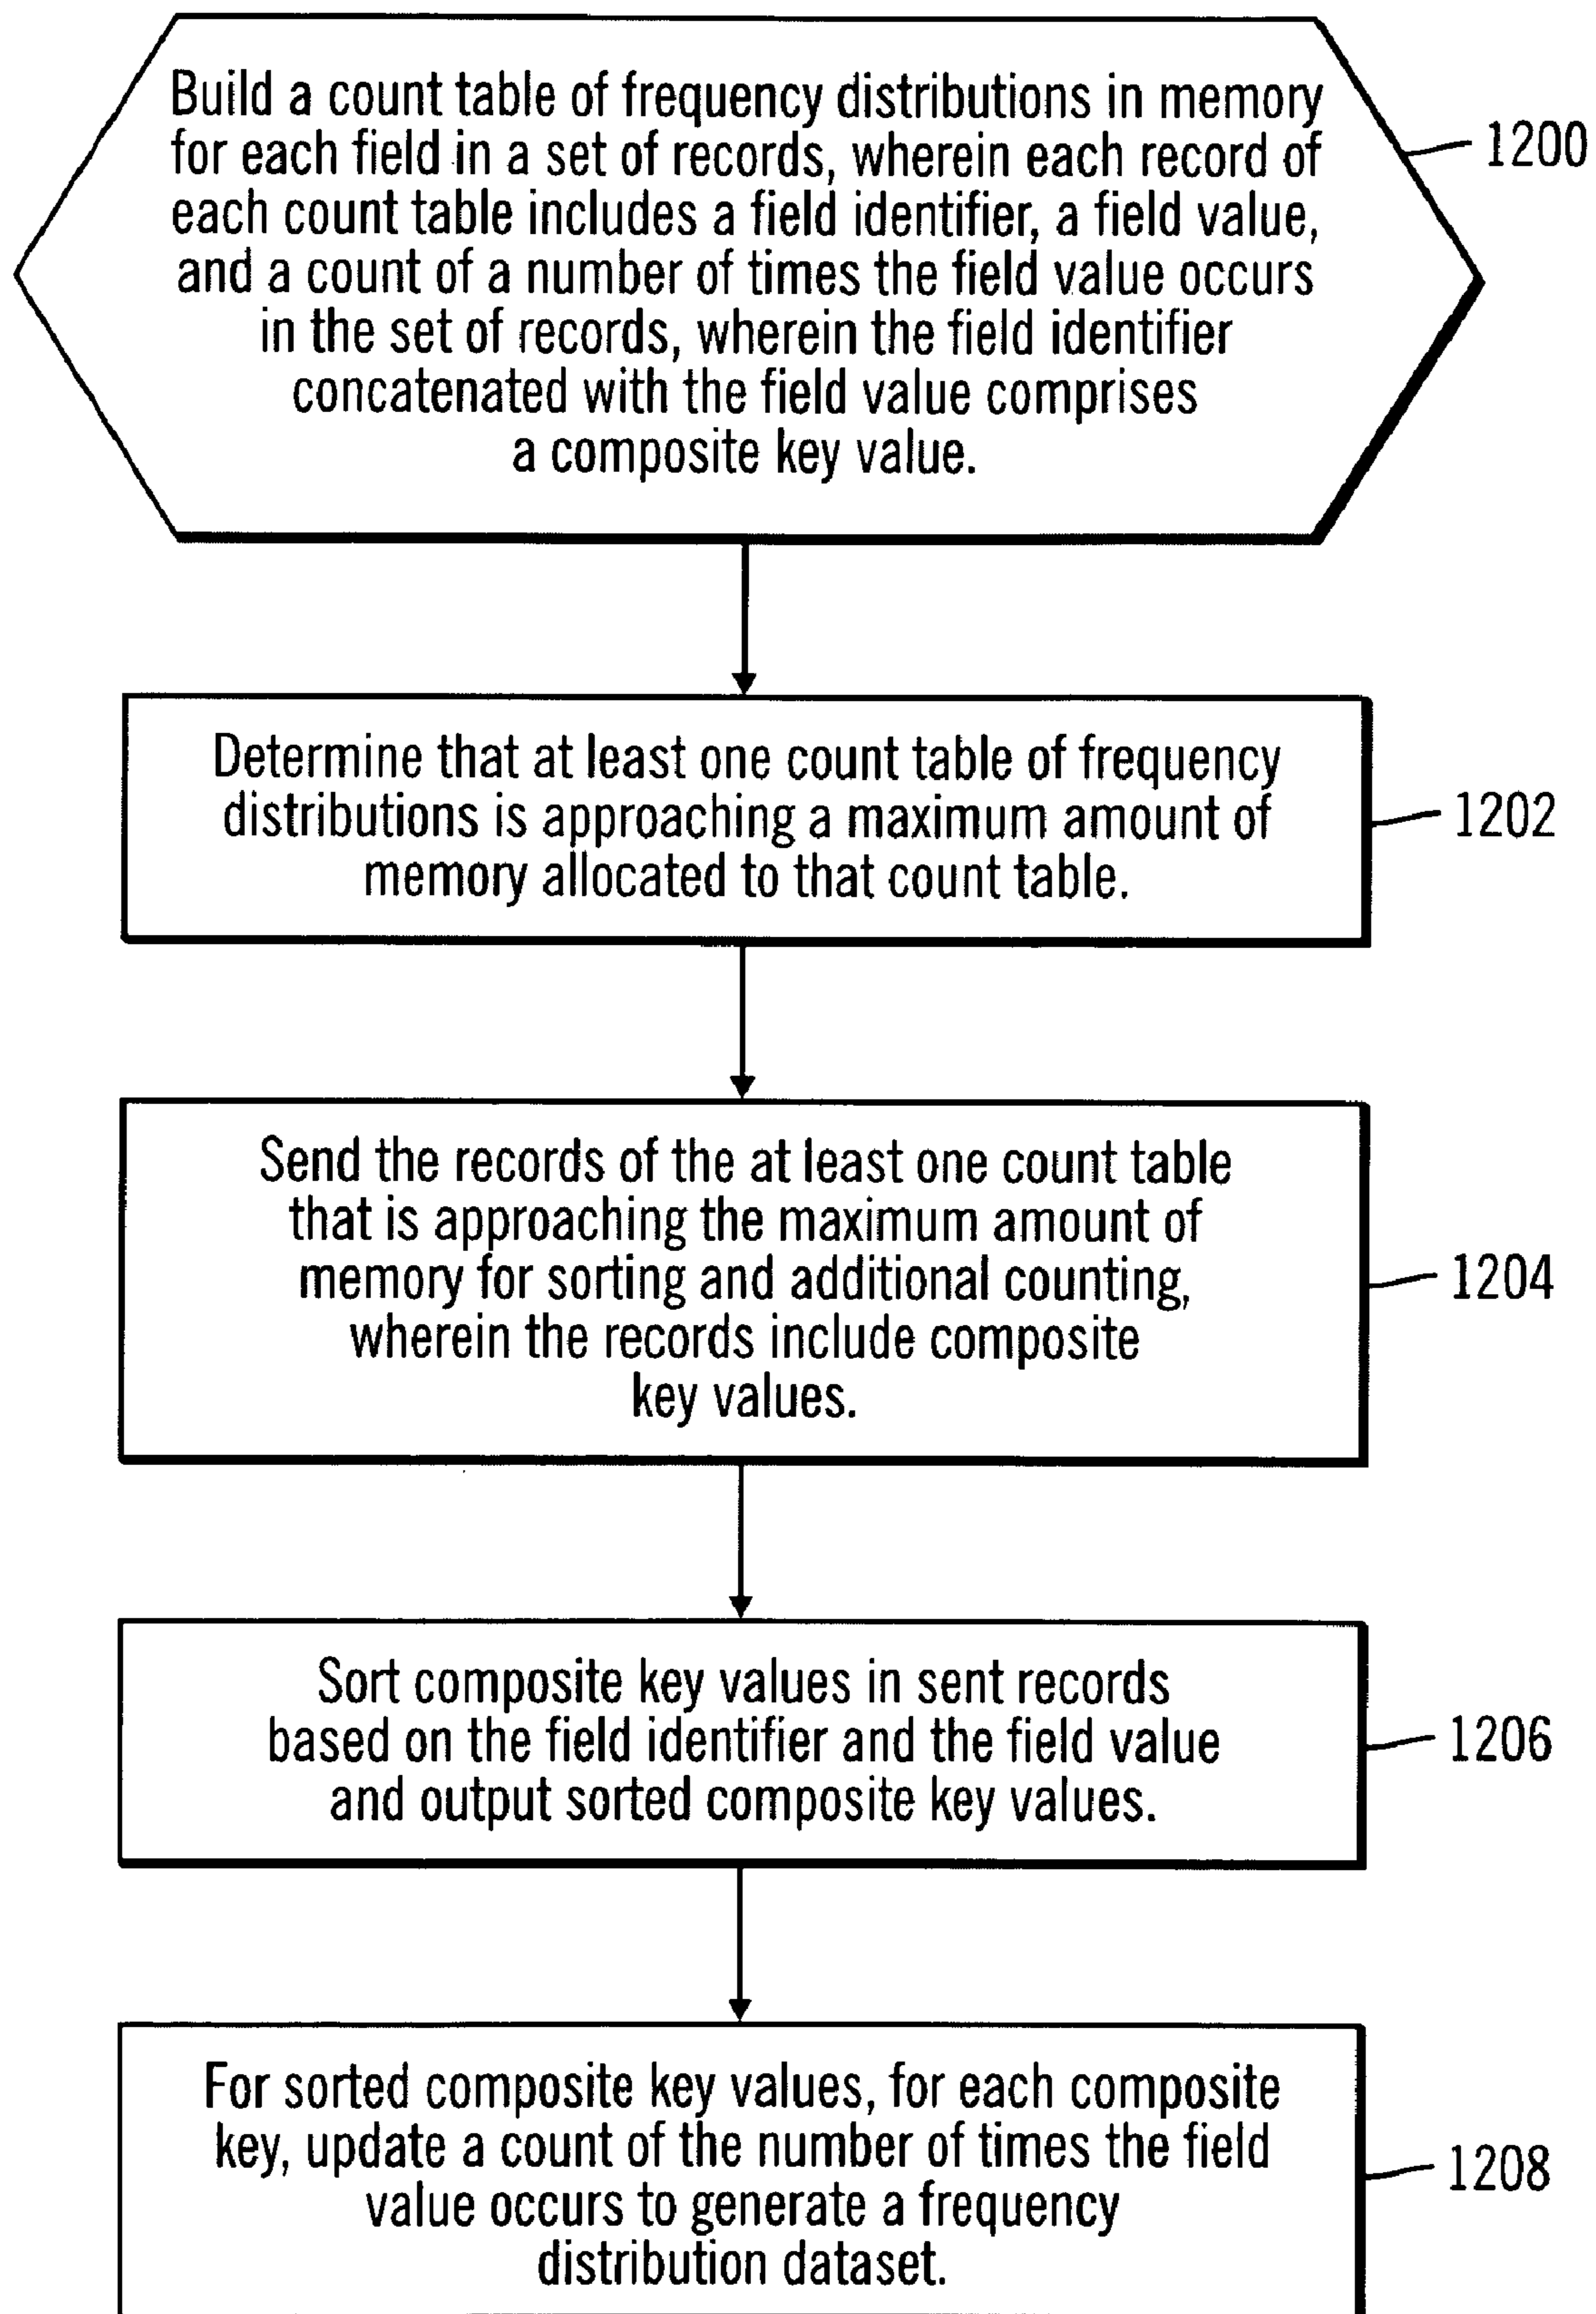 Build a count table of frequency distributions in memory
for each field in a set of records, wherein each record of
each count table includes a field identifier, a field value,
and a count of a number of times the field value occurs
in the set of records, wherein the field identifier
concatenated with the field value comprises
a composite key value.
1200
Determine that at least one count table of frequency
distributions is approaching a maximum amount of
memory allocated to that count table.
1202
Send the records of the at least one count table
that is approaching the maximum amount of
memory for sorting and additional counting,
wherein the records include composite
key values.
1204
Sort composite key values in sent records
based on the field identifier and the field value
and output sorted composite key values.
1206
For sorted composite key values, for each composite
key, update a count of the number of times the field
value occurs to generate a frequency
distribution dataset.
1208